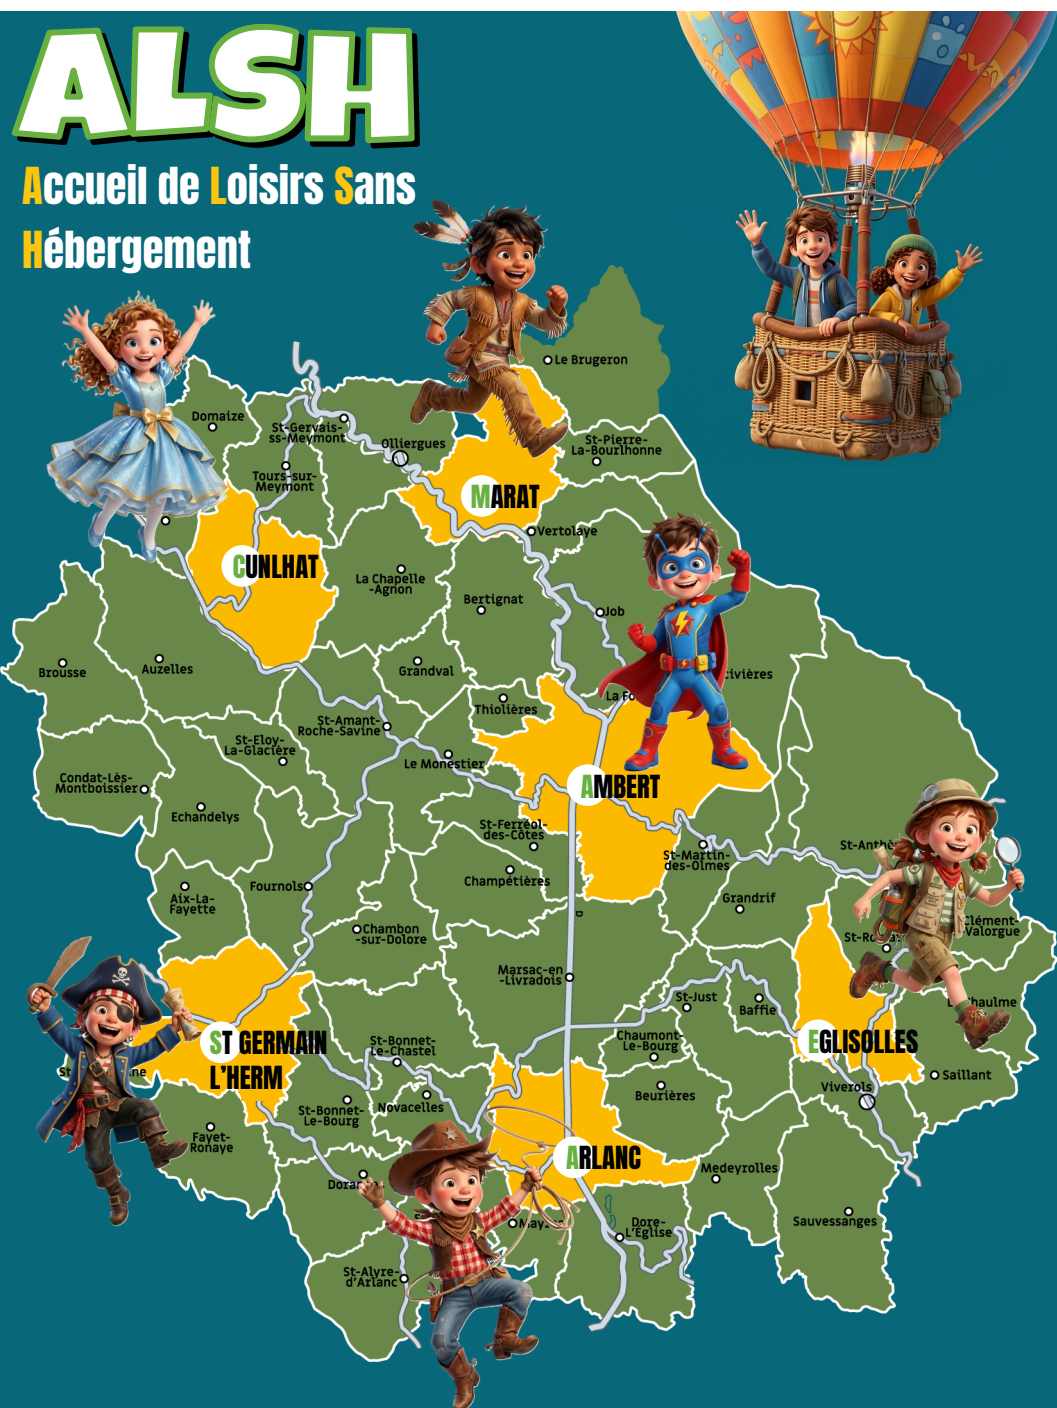 ALSH
Accueil de Loisirs Sans
Hébergement
Le Brugeron
Domaize
St-Gervais-
ss-Meymont
Olliergues
St-Pierre-
La-Bourlhonne
Tours-sur-
Meymont
MARAT
Vertolaye
CUNLHAT
La Chapelle
-Agnon
Bertignat
Job
Brousse
Auzelles
Grandval
Thiolières
St-Amant-
Roche-Savine
St-Eloy-
La-Glacière
Le Monestier
Condat-Lès-
Montboissier
AMBERT
Echandelys
St-Ferréol-
des-Côtes
St-Martin-
des-Olmes
Champétières
Fournols
Aix-La-
Fayette
Grandrif
Chambon
-sur-Dolore
D
Clément-
Valorgue
Marsac-en
-Livradois
St-Just
Baffie
Chaumont-
Le-Bourg
EGLISOLLES
ST GERMAIN
L'HERM
St-Bonnet-
Le-Chastel
Saillant
Viverols
Beurières
Novacelles
St-Bonnet-
Le-Bourg
Fayet-
Ronaye
ARLANC
Medeyrolles
Dore-
L'Eglise
Sauvessanges
St-Alyre-
d'Arlanc